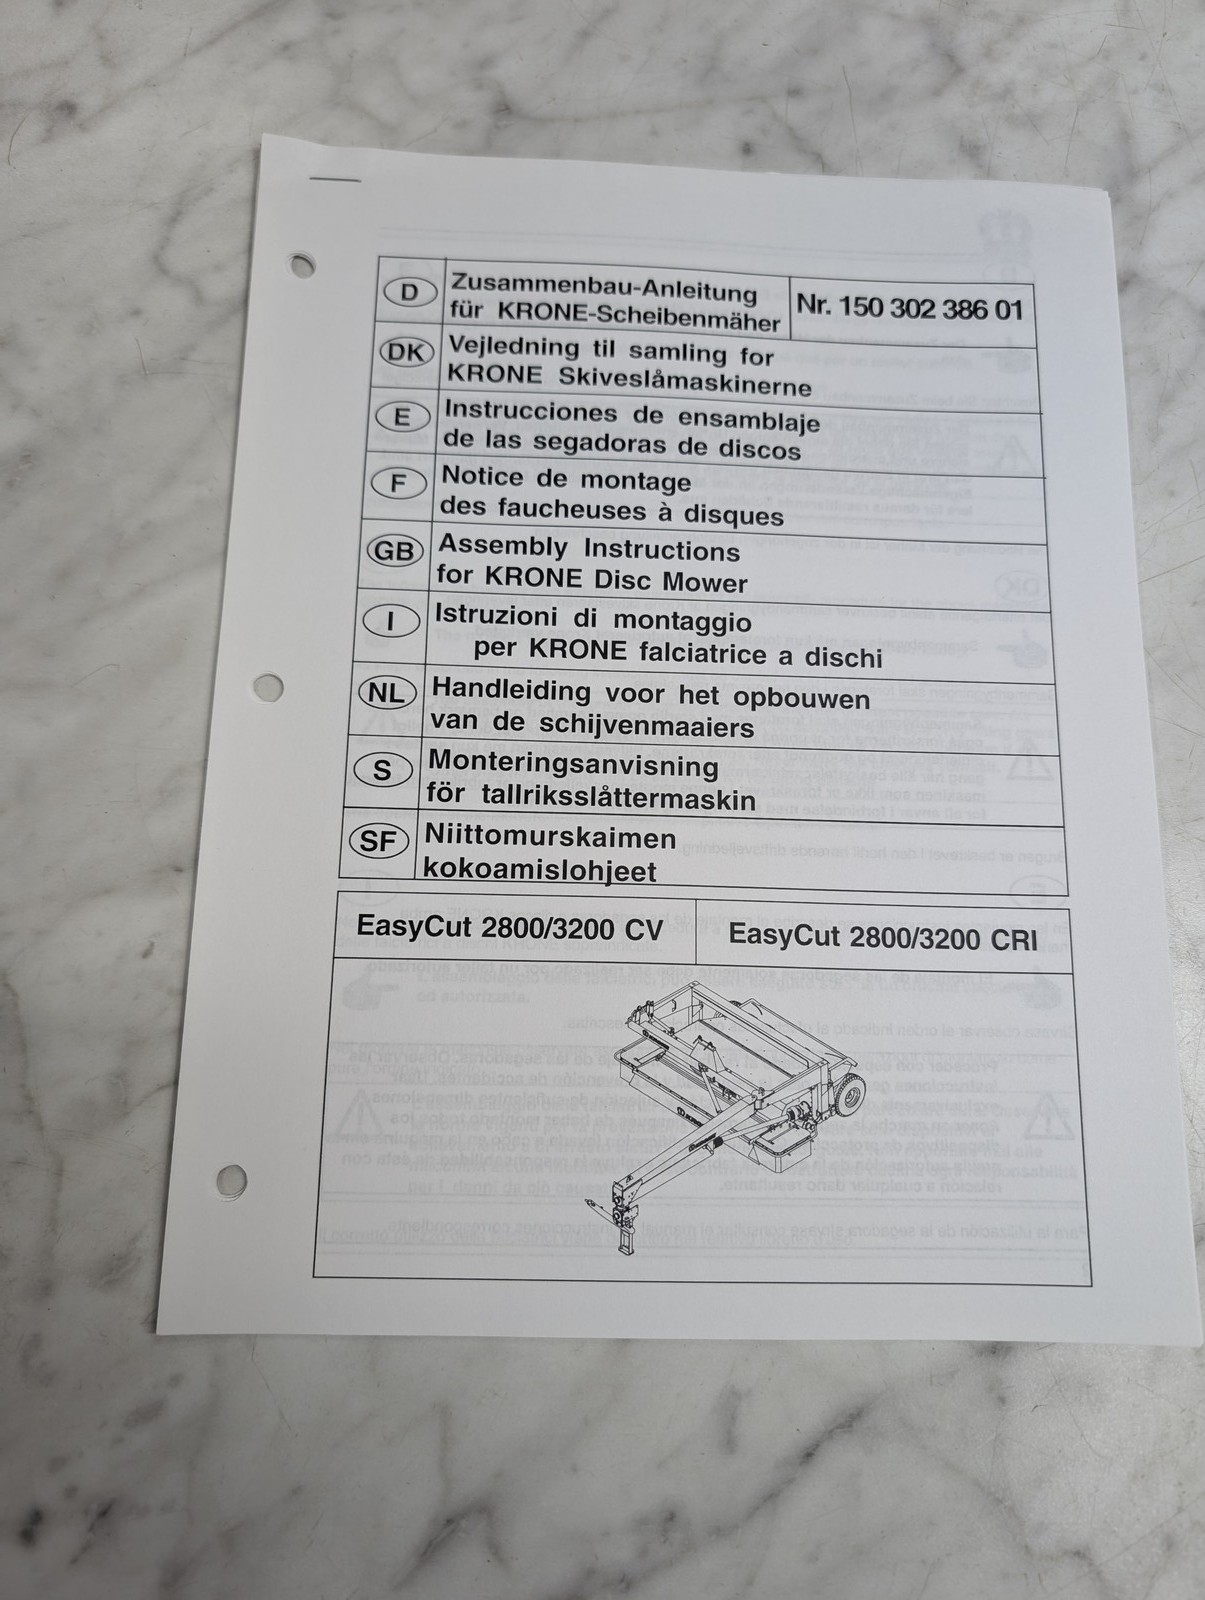 D
Zusammenbau-Anleitung
für KRONE-Scheibenmäher
Nr. 150 302 386 01
DK
Vejledning til samling for
KRONE Skiveslåmaskinerne
E
Instrucciones de ensamblaje
de las segadoras de discos
F
Notice de montage
des faucheuses à disques
GB
Assembly Instructions
for KRONE Disc Mower
I
Istruzioni di montaggio
per KRONE falciatrice a dischi
NL
Handleiding voor het opbouwen
van de schijvenmaaiers
S
Monteringsanvisning
för tallriksslåttermaskin
SF
Niittomurskaimen
kokoamislohjeet
EasyCut 2800/3200 CV
EasyCut 2800/3200 CRI